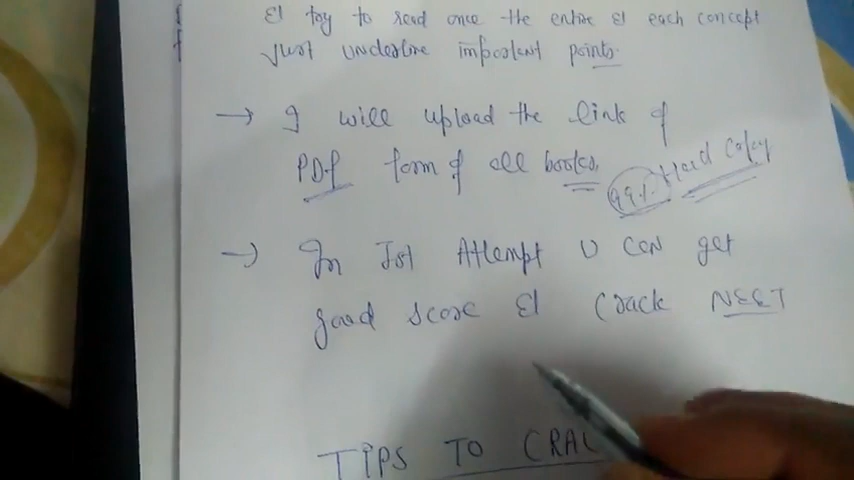 & try to read once the entire & each concept
Just underline important points.
→ I will upload the link of
PDF form of all books.
99% Hard Copy
→ In Ist Attempt U can get
good score & Crack NEET
TIPS TO CRAC